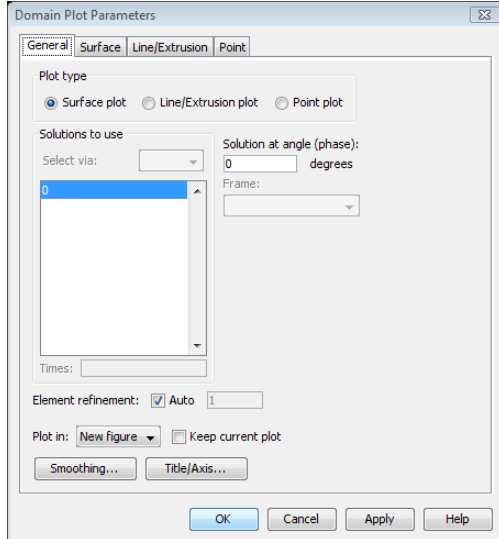 Domain Plot Parameters
General Surface Line/Extrusion Point
Plot type
Surface plot Line/Extrusion plot Point plot
Solutions to use
Select via:
0
Times:
Solution at angle (phase):
0 degrees
Frame:
Element refinement: Auto 1
Plot in: New figure Keep current plot
Smoothing... Title/Axis...
OK Cancel Apply Help